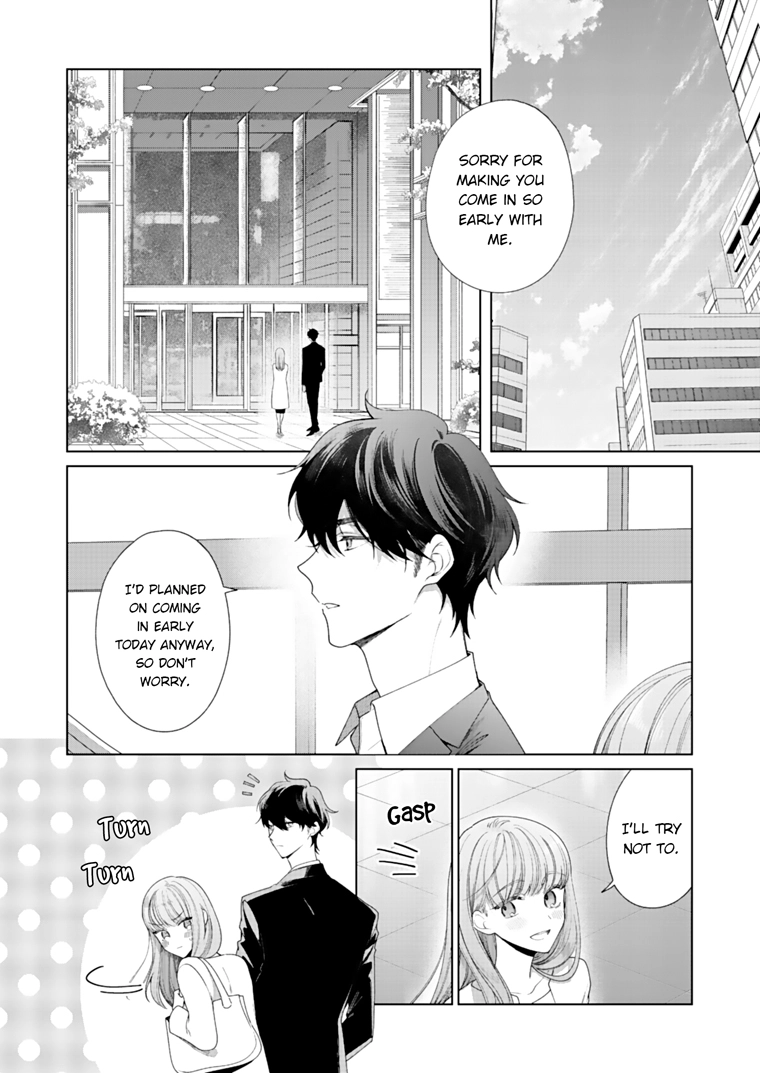 SORRY FOR
MAKING YOU
COME IN SO
EARLY WITH
ME.
I'D PLANNED
ON COMING
IN EARLY
TODAY ANYWAY,
SO DON'T
WORRY.
I'LL TRY
NOT TO.
Gasp
Turn
Turn